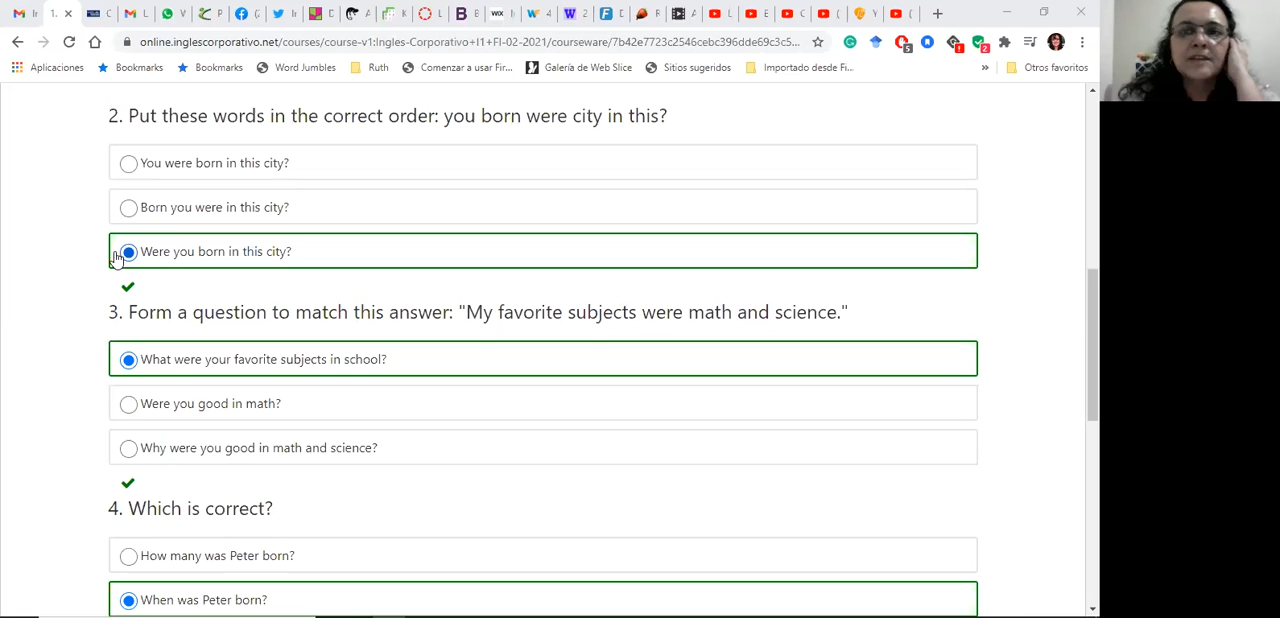 online.inglescorporativo.net/courses/course-v1:Ingles-Corporativo+I1+FI-02-2021/courseware/7b42e7723c2546cebc396dde69c3c5...
Aplicaciones Bookmarks Bookmarks Word Jumbles Ruth Comenzar a usar Fir... Galería de Web Slice Sitios sugeridos Importado desde Fi... » Otros favoritos
2. Put these words in the correct order: you born were city in this?
You were born in this city?
Born you were in this city?
Were you born in this city?
3. Form a question to match this answer: "My favorite subjects were math and science."
What were your favorite subjects in school?
Were you good in math?
Why were you good in math and science?
4. Which is correct?
How many was Peter born?
When was Peter born?